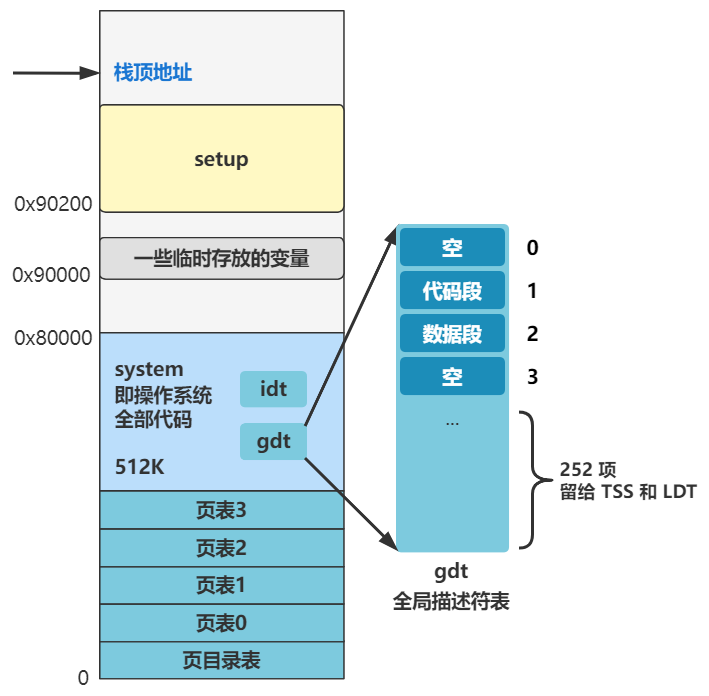 栈顶地址
setup
0x90200
一些临时存放的变量
0x90000
0x80000
system
即操作系统
全部代码
512K
idt
gdt
页表3
页表2
页表1
页表0
页目录表
0
空 0
代码段 1
数据段 2
空 3
...
252 项
留给 TSS 和 LDT
gdt
全局描述符表